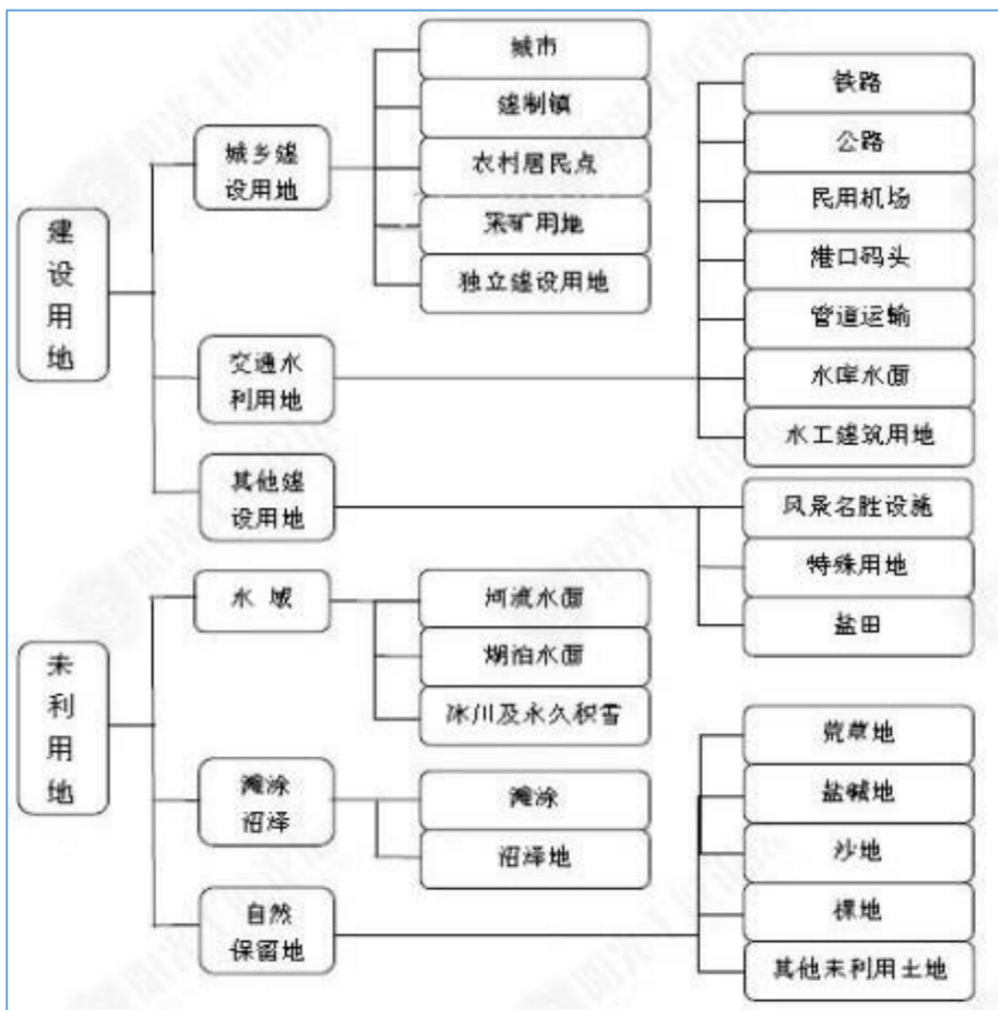 建
设
用
地
城乡建
设用地
城市
建制镇
农村居民点
采矿用地
独立建设用地
交通水
利用地
铁路
公路
民用机场
港口码头
管道运输
水库水面
水工建筑用地
其他建
设用地
风景名胜设施
特殊用地
盐田
未
利
用
地
水 域
河流水面
湖泊水面
冰川及永久积雪
滩涂
沼泽
滩涂
沼泽地
自然
保留地
荒草地
盐碱地
沙地
裸地
其他未利用土地